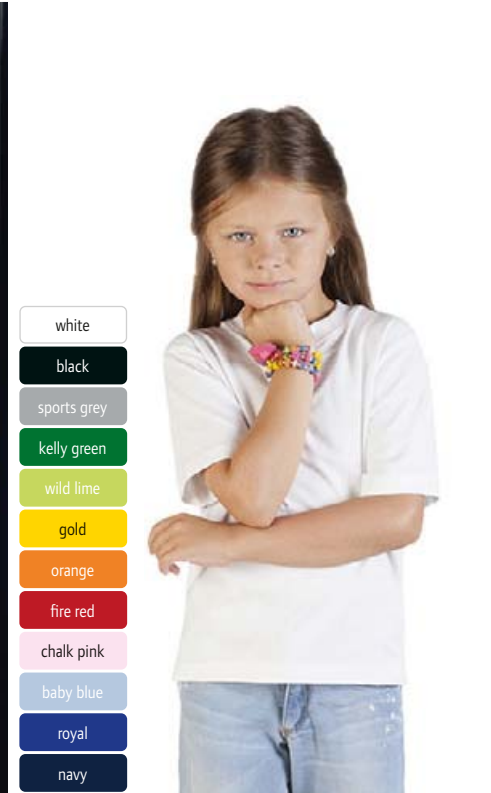 white
black
sports grey
kelly green
wild lime
gold
orange
fire red
chalk pink
baby blue
royal
navy